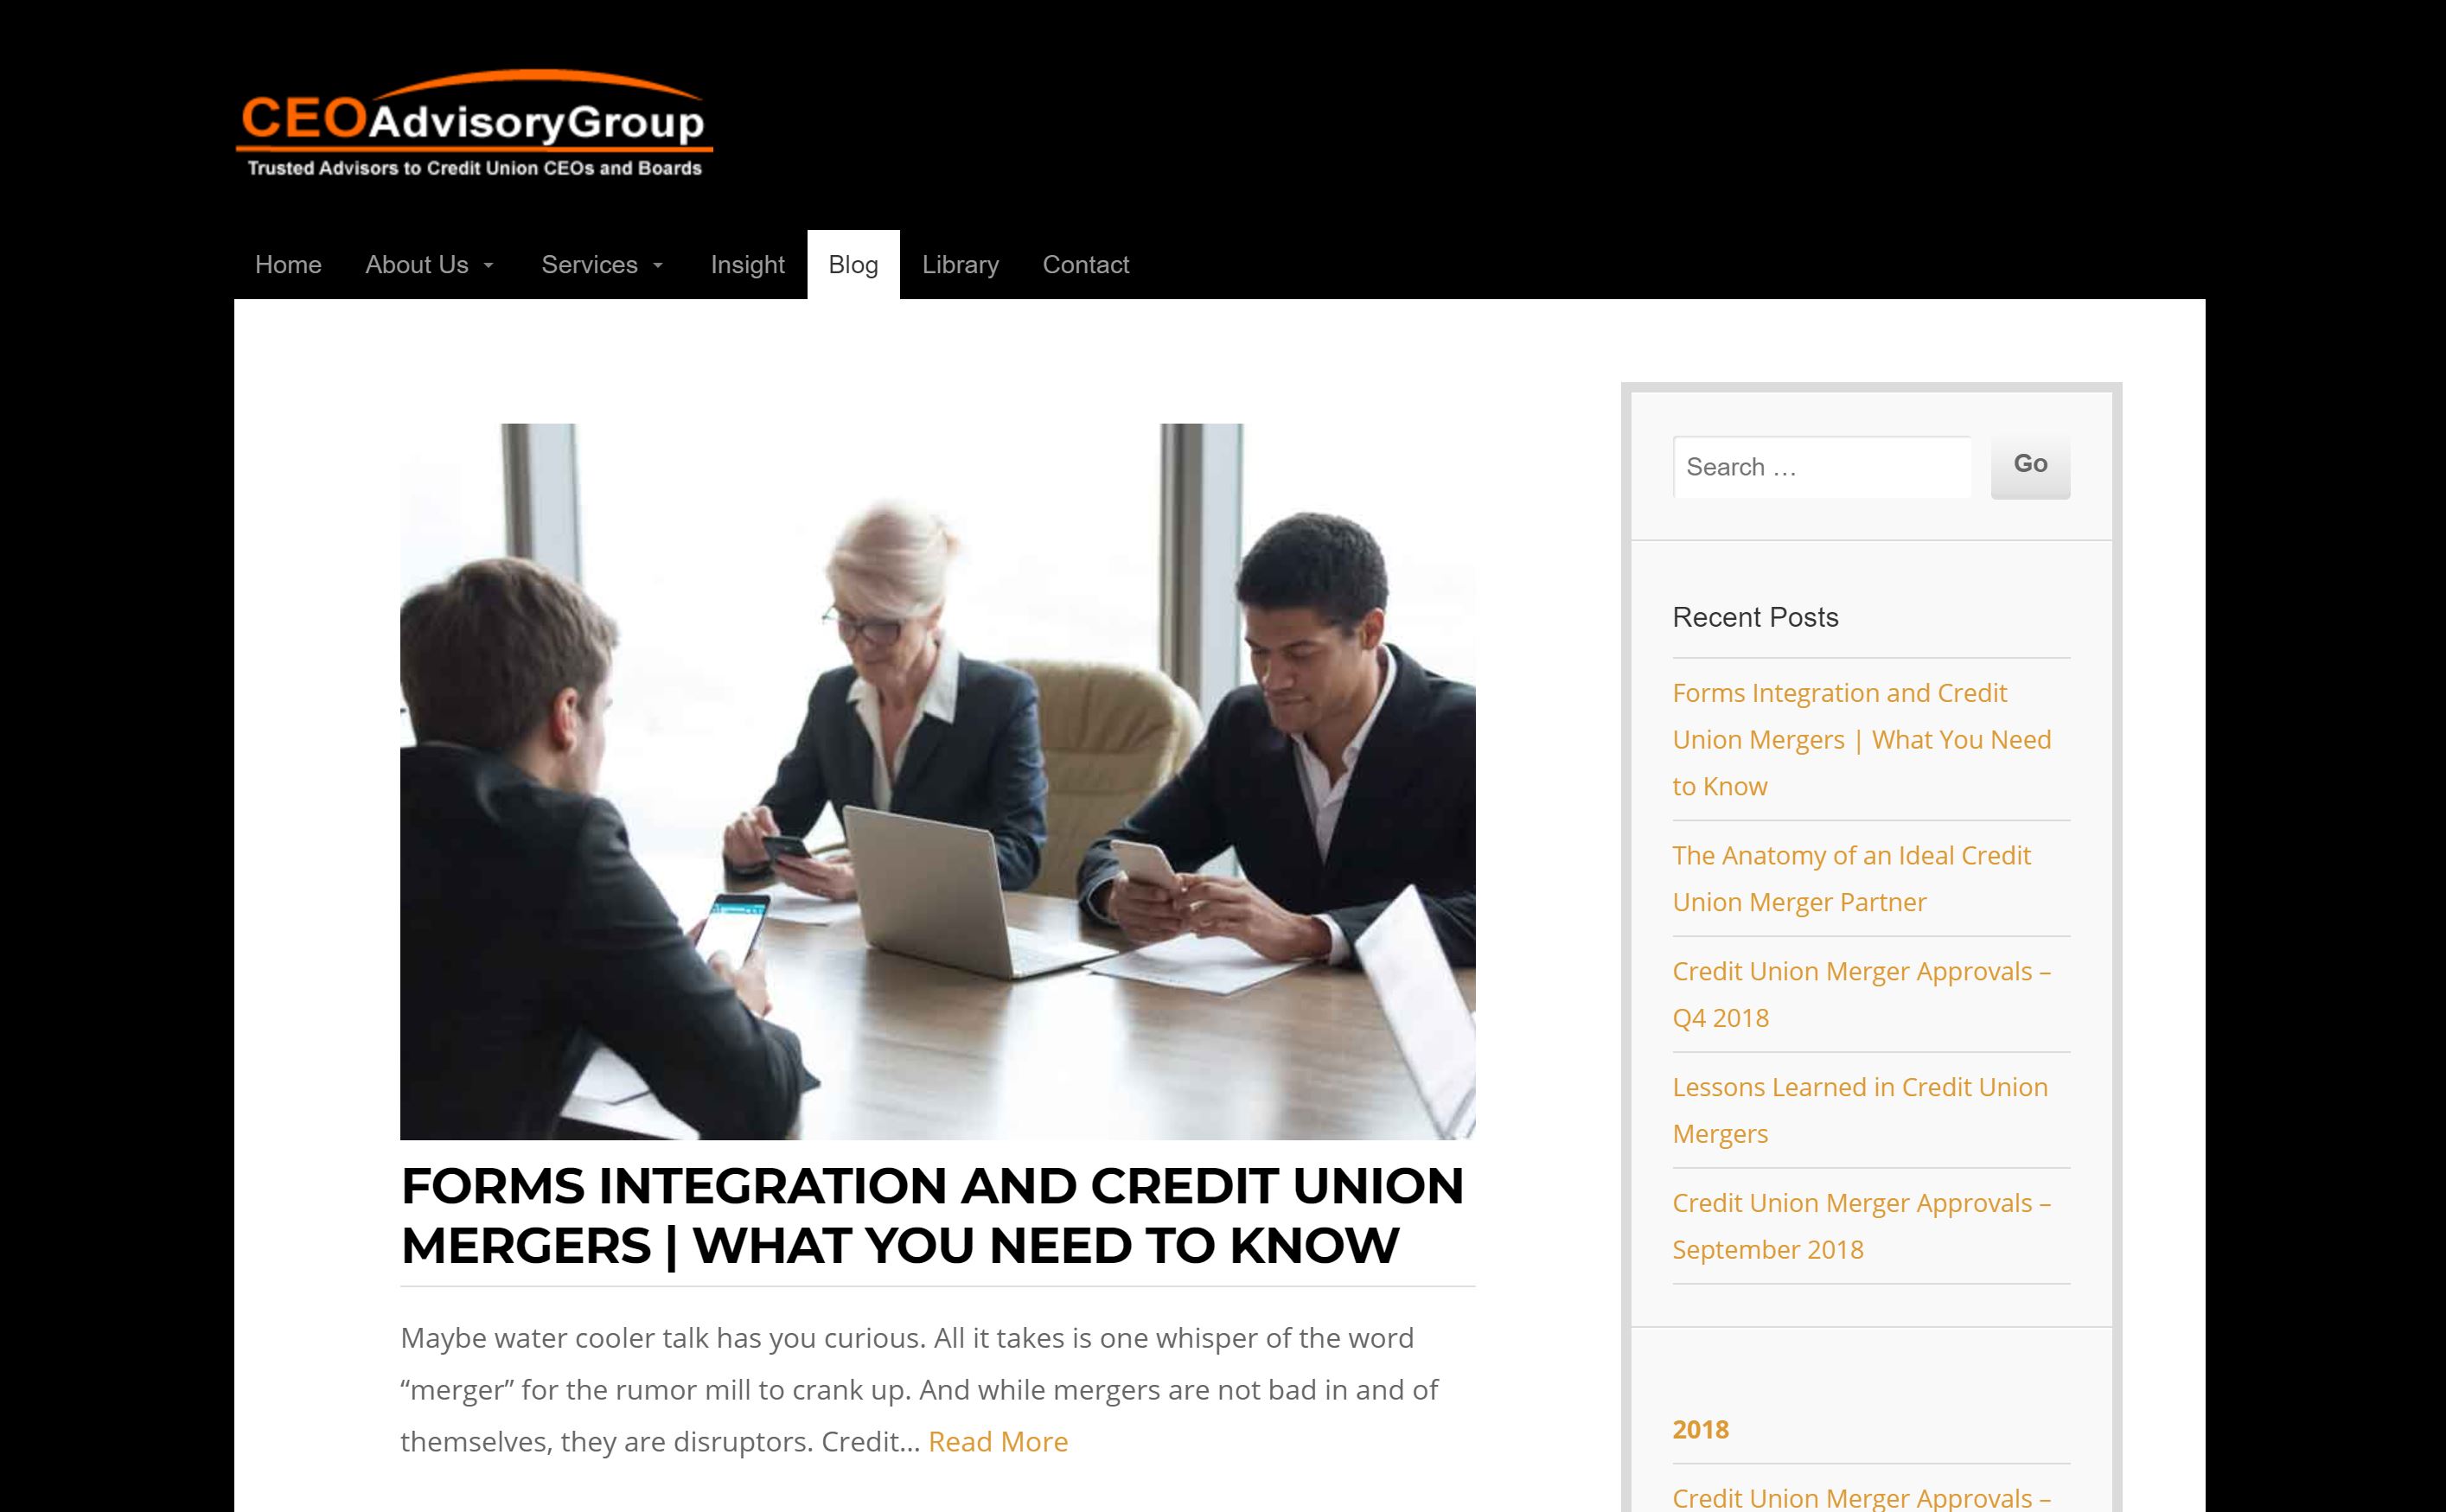 CEOAdvisoryGroup
Trusted Advisors to Credit Union CEOs and Boards
Home About Us Services Insight Blog Library Contact
FORMS INTEGRATION AND CREDIT UNION
MERGERS | WHAT YOU NEED TO KNOW
Maybe water cooler talk has you curious. All it takes is one whisper of the word
“merger” for the rumor mill to crank up. And while mergers are not bad in and of
themselves, they are disruptors. Credit... Read More
Search …
Go
Recent Posts
Forms Integration and Credit
Union Mergers | What You Need
to Know
The Anatomy of an Ideal Credit
Union Merger Partner
Credit Union Merger Approvals –
Q4 2018
Lessons Learned in Credit Union
Mergers
Credit Union Merger Approvals –
September 2018
2018
Credit Union Merger Approvals –